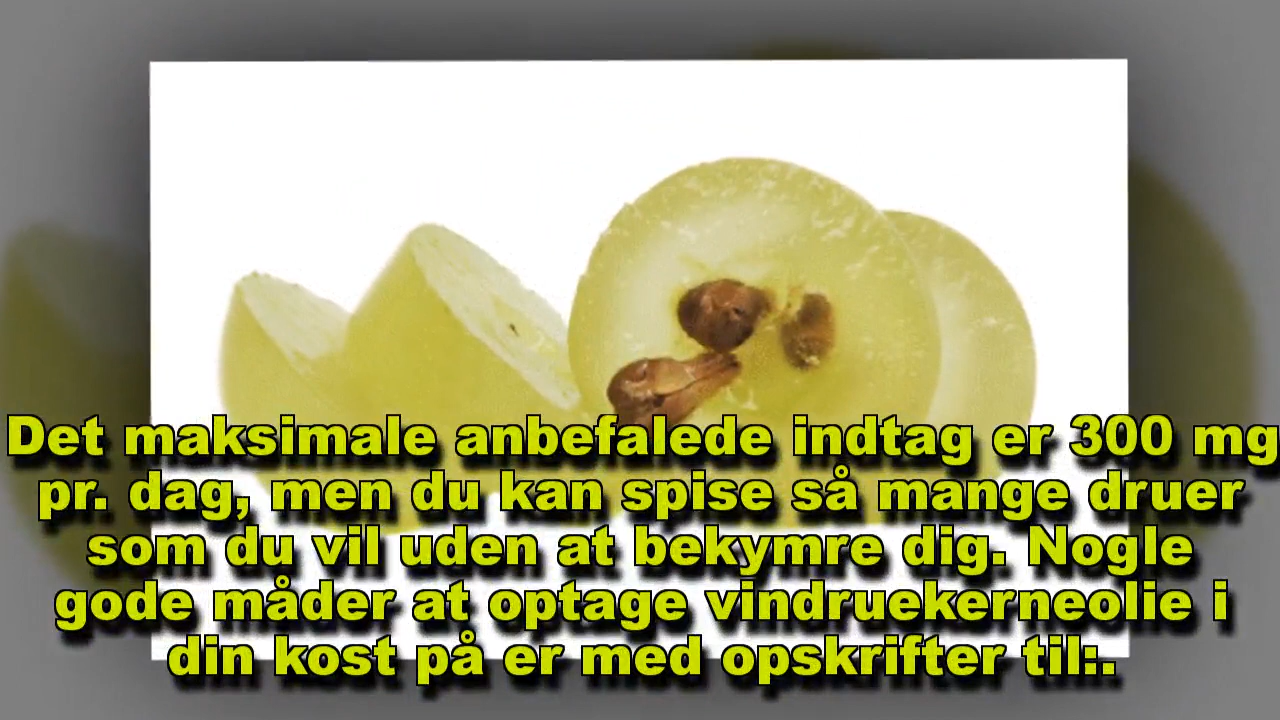 Det maksimale anbefalede indtag er 300 mg
pr. dag, men du kan spise så mange druer
som du vil uden at bekymre dig. Nogle
gode måder at optage vindruekerneolie i
din kost på er med opskrifter til:.